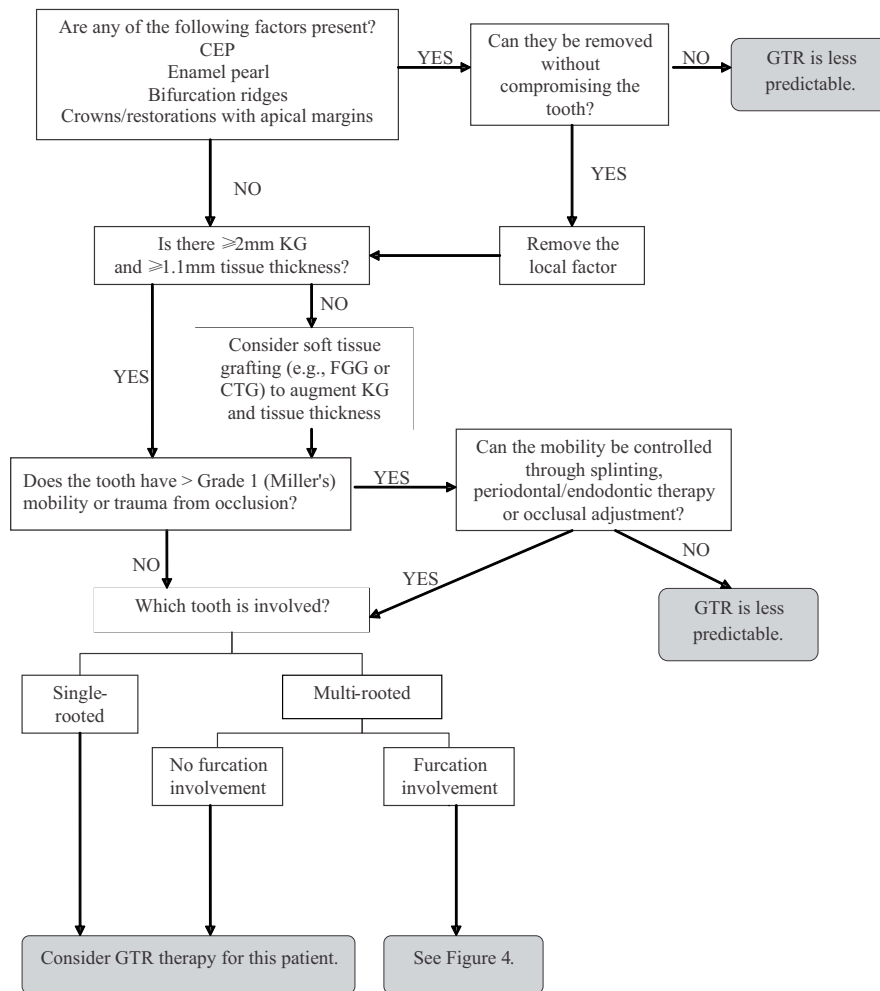 Are any of the following factors present?
CEP
Enamel pearl
Bifurcation ridges
Crowns/restorations with apical margins
YES
Can they be removed
without
compromising the
tooth?
NO
GTR is less
predictable.
NO
YES
Is there ⩾2mm KG
and ⩾1.1mm tissue thickness?
Remove the
local factor
NO
YES
Consider soft tissue
grafting (e.g., FGG or
CTG) to augment KG
and tissue thickness
Does the tooth have > Grade 1 (Miller's)
mobility or trauma from occlusion?
YES
Can the mobility be controlled
through splinting,
periodontal/endodontic therapy
or occlusal adjustment?
NO
YES
NO
Which tooth is involved?
GTR is less
predictable.
Single-
rooted
Multi-rooted
No furcation
involvement
Furcation
involvement
Consider GTR therapy for this patient.
See Figure 4.